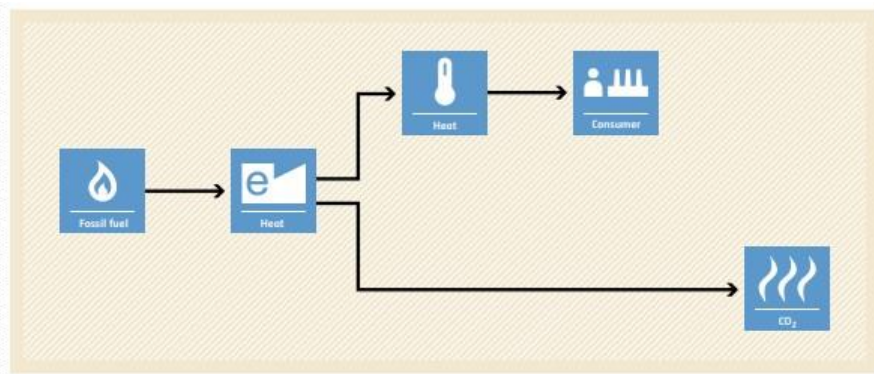 Heat
Consumer
Fossil fuel
e
Heat
CO₂